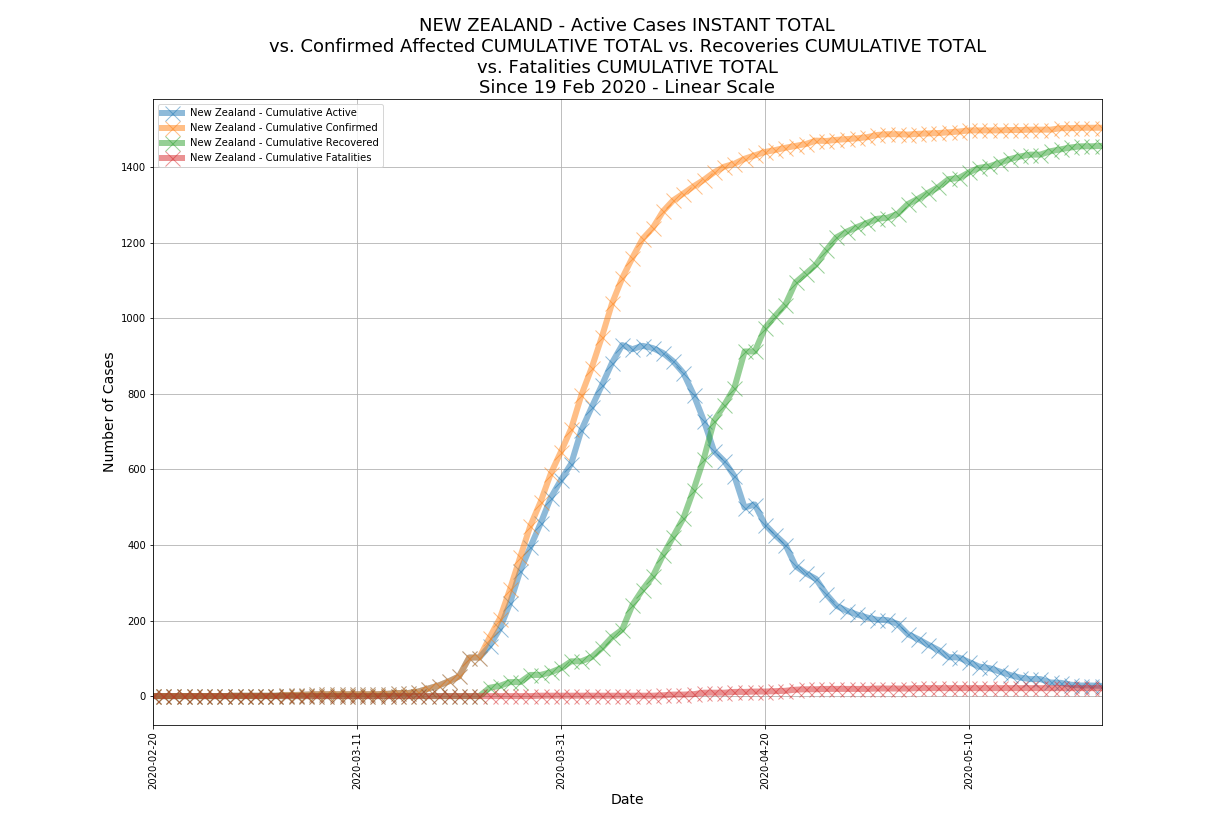 NEW ZEALAND - Active Cases INSTANT TOTAL
vs. Confirmed Affected CUMULATIVE TOTAL vs. Recoveries CUMULATIVE TOTAL
vs. Fatalities CUMULATIVE TOTAL
Since 19 Feb 2020 - Linear Scale
New Zealand - Cumulative Active
New Zealand - Cumulative Confirmed
New Zealand - Cumulative Recovered
New Zealand - Cumulative Fatalities
Number of Cases
1400
1200
1000
800
600
400
200
0
2020-02-20
2020-03-11
2020-03-31
2020-04-20
2020-05-10
Date